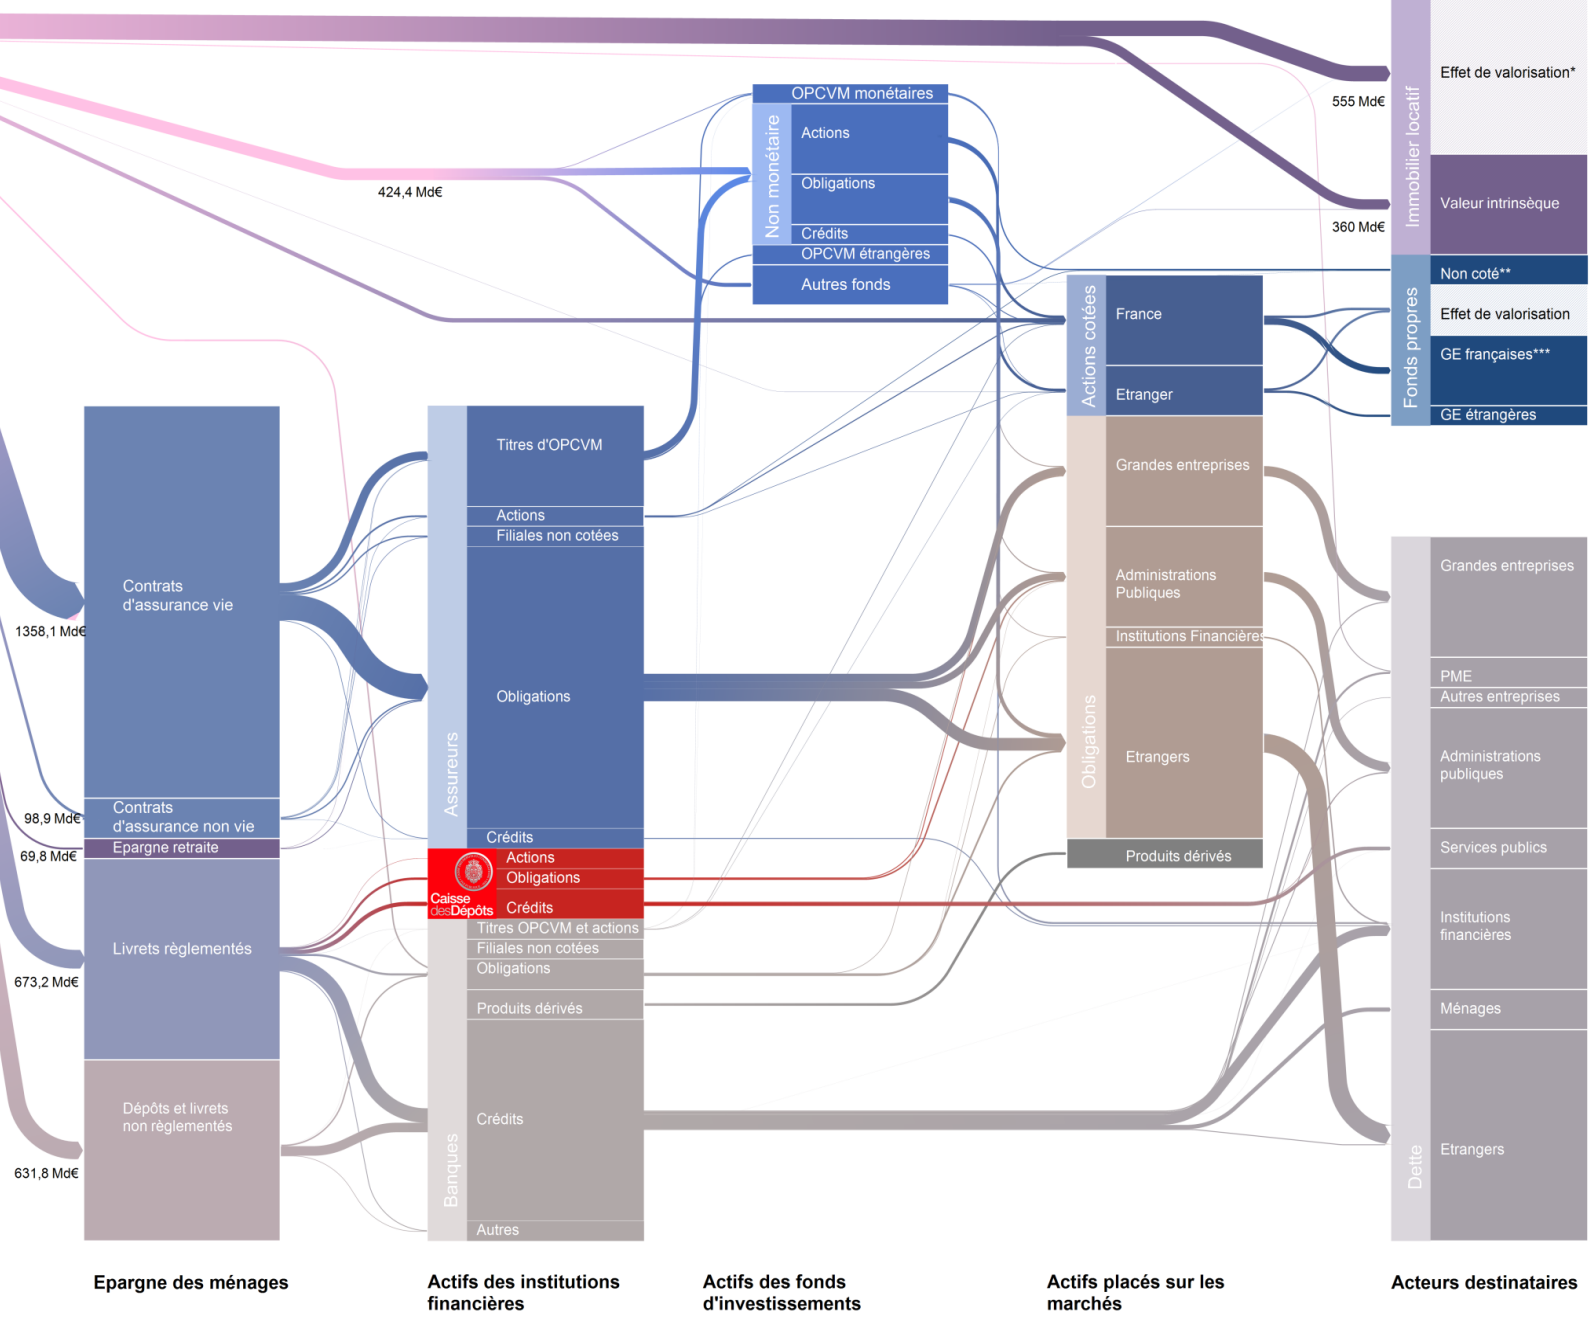 424,4 Md€
1358,1 Md€
98,9 Md€
69,8 Md€
673,2 Md€
631,8 Md€
Contrats
d'assurance vie
Contrats
d'assurance non vie
Epargne retraite
Livrets règlementés
Dépôts et livrets
non règlementés
Epargne des ménages
Assureurs
Titres d'OPCVM
Actions
Filiales non cotées
Obligations
Crédits
Caisse
desDépôts
Actions
Obligations
Crédits
Banques
Titres OPCVM et actions
Filiales non cotées
Obligations
Produits dérivés
Crédits
Autres
Actifs des institutions
financières
OPCVM monétaires
Non monétaire
Actions
Obligations
Crédits
OPCVM étrangères
Autres fonds
Actifs des fonds
d'investissements
Actions cotées
France
Etranger
Obligations
Grandes entreprises
Administrations
Publiques
Institutions Financières
Etrangers
Produits dérivés
Actifs placés sur les
marchés
555 Md€
360 Md€
Immobilier locatif
Effet de valorisation*
Valeur intrinsèque
Fonds propres
Non coté**
Effet de valorisation
GE françaises***
GE étrangères
Dette
Grandes entreprises
PME
Autres entreprises
Administrations
publiques
Services publics
Institutions
financières
Ménages
Etrangers
Acteurs destinataires